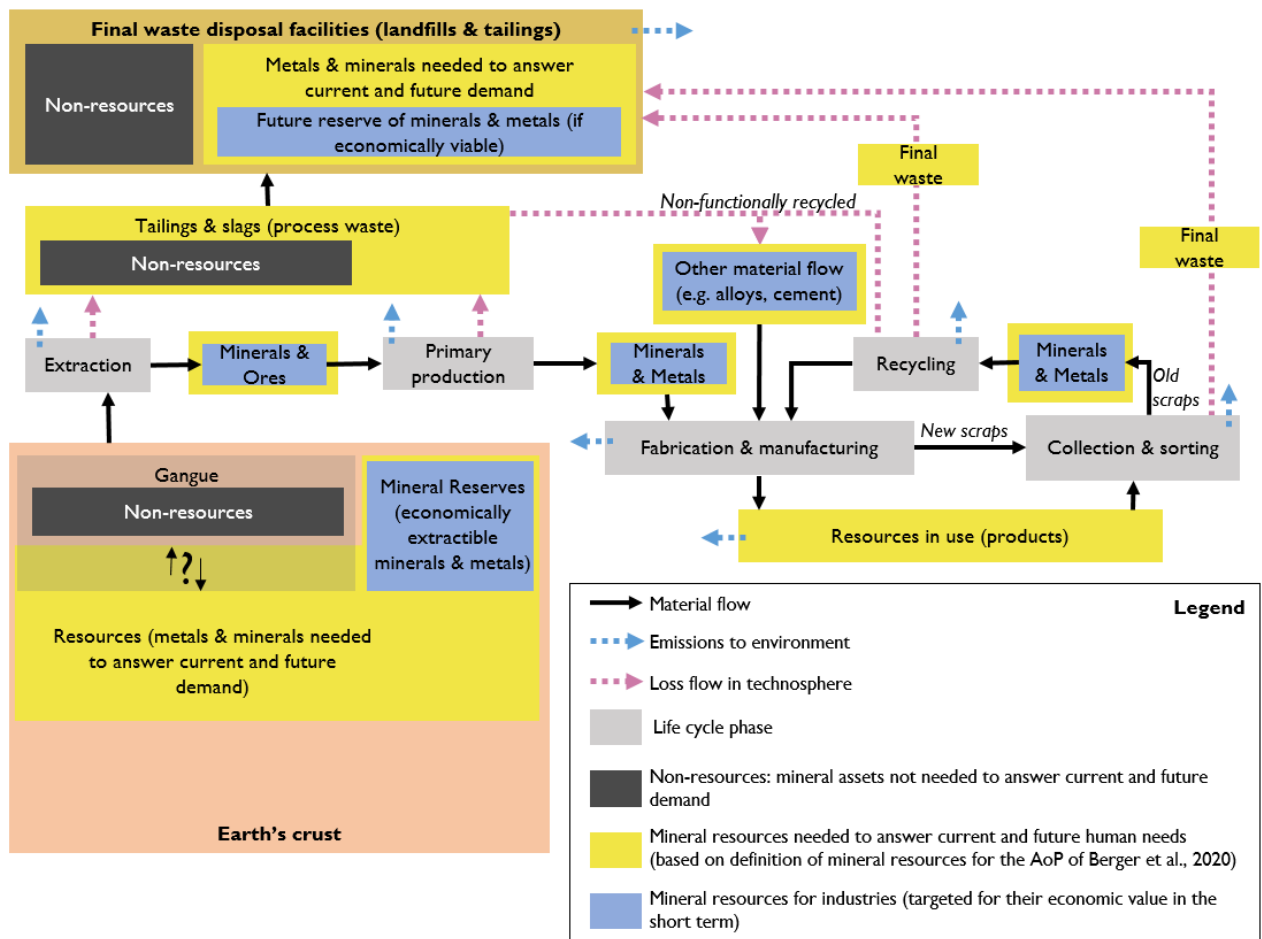 Final waste disposal facilities (landfills & tailings)
Non-resources
Metals & minerals needed to answer
current and future demand
Future reserve of minerals & metals (if
economically viable)
Final
waste
Non-functionally recycled
Tailings & slags (process waste)
Non-resources
Final
waste
Other material flow
(e.g. alloys, cement)
Extraction
Minerals &
Ores
Primary
production
Minerals
& Metals
Recycling
Minerals
& Metals
Old
scraps
Fabrication & manufacturing
New scraps
Collection & sorting
Gangue
Non-resources
Mineral Reserves
(economically
extractible
minerals & metals)
?
Resources in use (products)
Resources (metals & minerals needed
to answer current and future
demand)
Earth's crust
Legend
Material flow
Emissions to environment
Loss flow in technosphere
Life cycle phase
Non-resources: mineral assets not needed to answer current and future
demand
Mineral resources needed to answer current and future human needs
(based on definition of mineral resources for the AoP of Berger et al., 2020)
Mineral resources for industries (targeted for their economic value in the
short term)